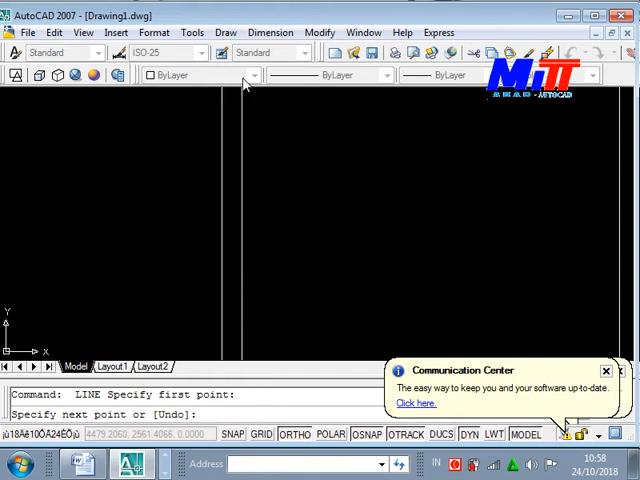 AutoCAD 2007 - [Drawing1.dwg]
File Edit View Insert Format Tools Draw Dimension Modify Window Help Express
Standard ISO-25 Standard
ByLayer ByLayer ByLayer
MiTT
AHAD - AUTOCAD
Y
X
Model Layout1 Layout2
Communication Center
The easy way to keep you and your software up-to-date.
Click here.
Command: LINE Specify first point:
Specify next point or [Undo]:
4479.2060, 2561.4066, 0.0000 SNAP GRID ORTHO POLAR OSNAP OTRACK DUCS DYN LWT MODEL
Address IN 10:58
24/10/2018